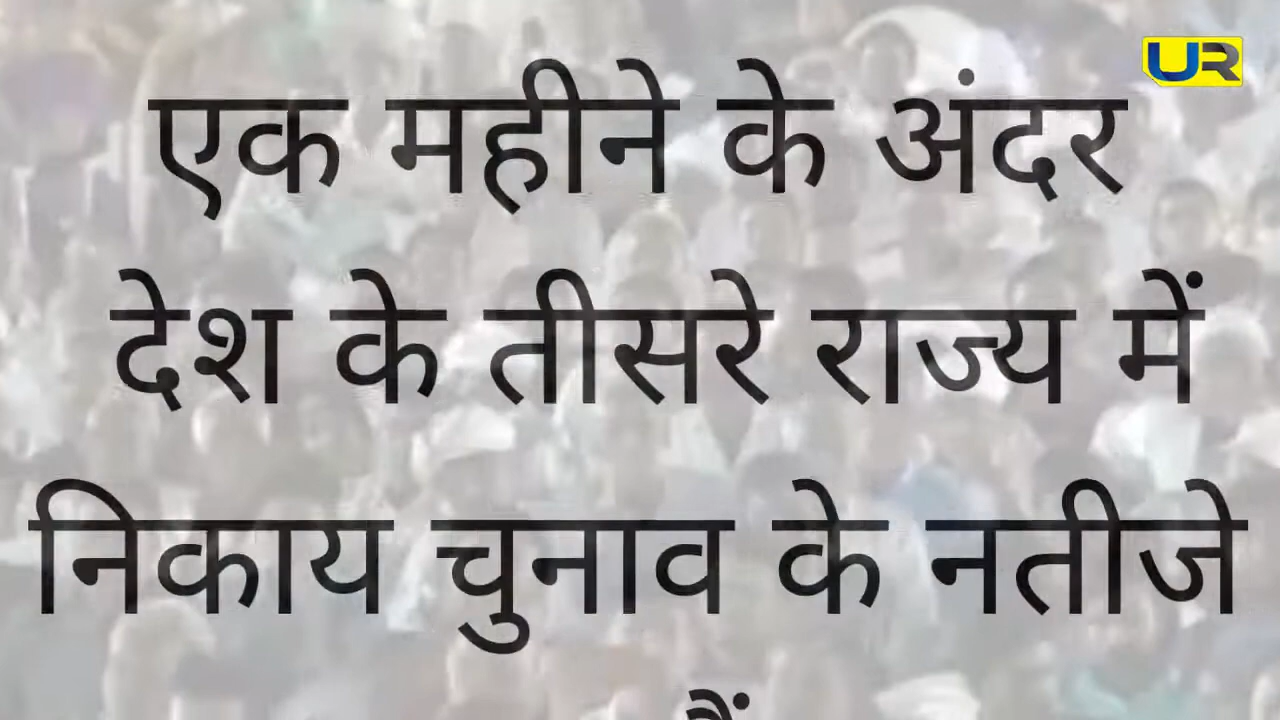 UR
एक महीने के अंदर
देश के तीसरे राज्य में
निकाय चुनाव के नतीजे